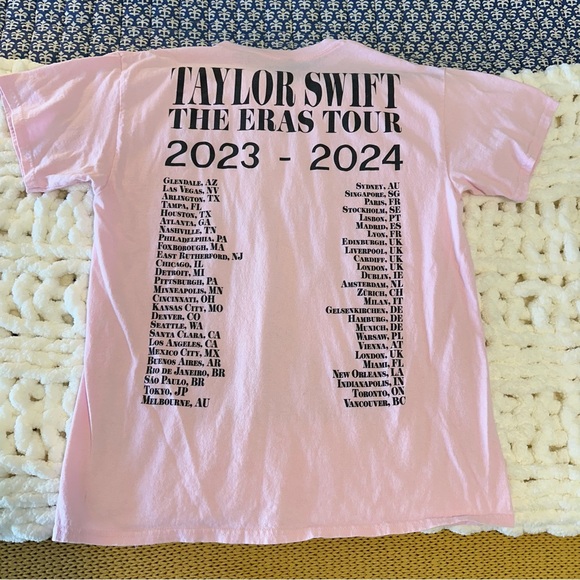 TAYLOR SWIFT
THE ERAS TOUR
2023 - 2024
GLENDALE, AZ
LAS VEGAS, NV
ARLINGTON, TX
TAMPA, FL
HOUSTON, TX
ATLANTA, GA
NASHVILLE, TN
PHILADELPHIA, PA
FOXBOROUGH, MA
EAST RUTHERFORD, NJ
CHICAGO, IL
DETROIT, MI
PITTSBURGH, PA
MINNEAPOLIS, MN
CINCINNATI, OH
KANSAS CITY, MO
DENVER, CO
SEATTLE, WA
SANTA CLARA, CA
LOS ANGELES, CA
MEXICO CITY, MX
BUENOS AIRES, AR
RIO DE JANEIRO, BR
SÃO PAULO, BR
TOKYO, JP
MELBOURNE, AU
SYDNEY, AU
SINGAPORE, SG
PARIS, FR
STOCKHOLM, SE
LISBON, PT
MADRID, ES
LYON, FR
EDINBURGH, UK
LIVERPOOL, UK
CARDIFF, UK
LONDON, UK
DUBLIN, IE
AMSTERDAM, NL
ZÜRICH, CH
MILAN, IT
GELSENKIRCHEN, DE
HAMBURG, DE
MUNICH, DE
WARSAW, PL
VIENNA, AT
LONDON, UK
MIAMI, FL
NEW ORLEANS, LA
INDIANAPOLIS, IN
TORONTO, ON
VANCOUVER, BC